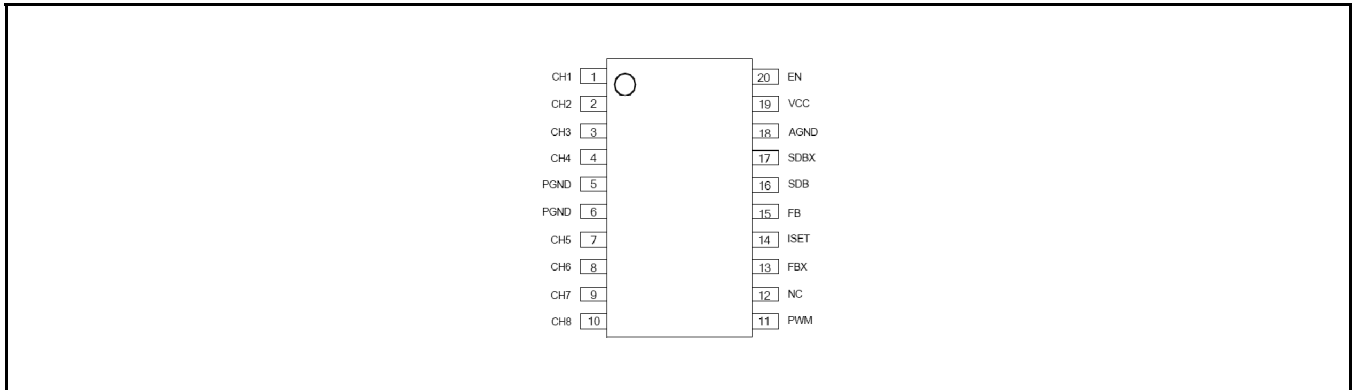 CH1 1 20 EN
CH2 2 19 VCC
CH3 3 18 AGND
CH4 4 17 SDBX
PGND 5 16 SDB
PGND 6 15 FB
CH5 7 14 ISET
CH6 8 13 FBX
CH7 9 12 NC
CH8 10 11 PWM